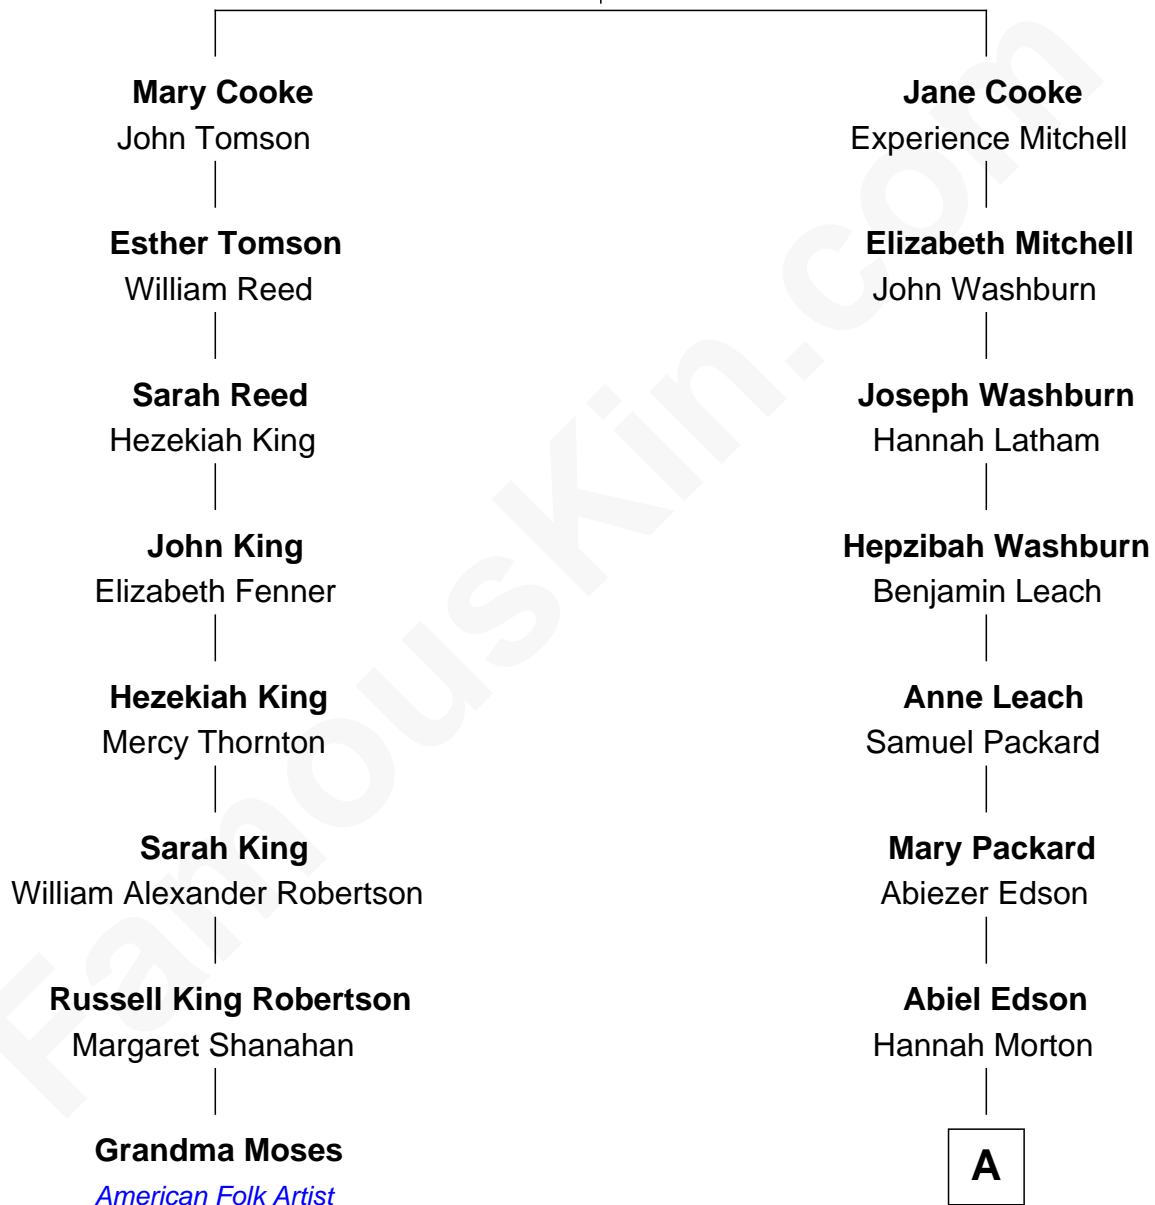 Mary Cooke
John Tomson
Esther Tomson
William Reed
Sarah Reed
Hezekiah King
John King
Elizabeth Fenner
Hezekiah King
Mercy Thornton
Sarah King
William Alexander Robertson
Russell King Robertson
Margaret Shanahan
Grandma Moses
American Folk Artist
Jane Cooke
Experience Mitchell
Elizabeth Mitchell
John Washburn
Joseph Washburn
Hannah Latham
Hepzibah Washburn
Benjamin Leach
Anne Leach
Samuel Packard
Mary Packard
Abiezer Edson
Abiel Edson
Hannah Morton
A
FamousKin.com